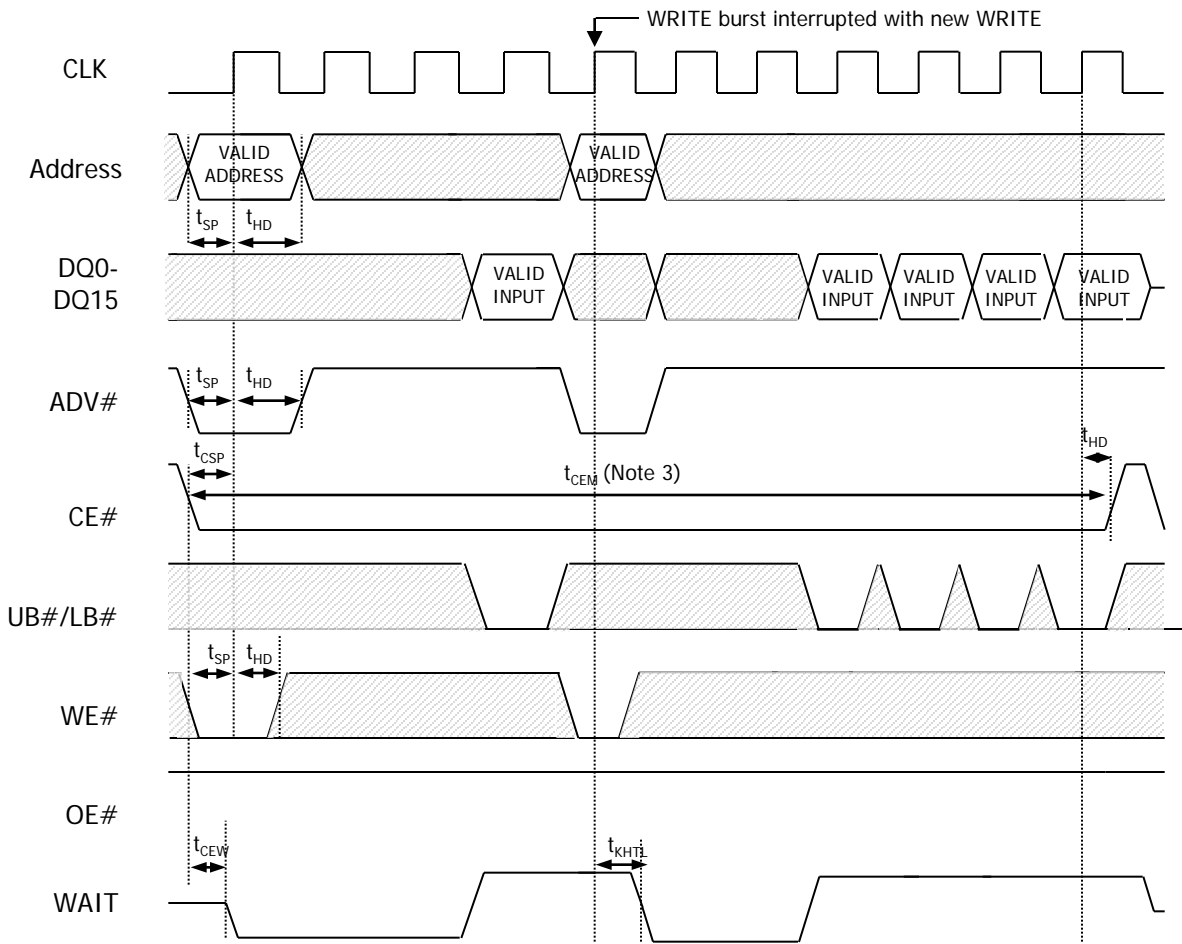 WRITE burst interrupted with new WRITE
CLK
Address
VALID
ADDRESS
VALID
ADDRESS
tSP
tHD
DQ0-
DQ15
VALID
INPUT
VALID
INPUT
VALID
INPUT
VALID
INPUT
VALID
INPUT
ADV#
tSP
tHD
tCSP
tCEM (Note 3)
tHD
CE#
UB#/LB#
tSP
tHD
WE#
OE#
tCEW
tKHTL
WAIT